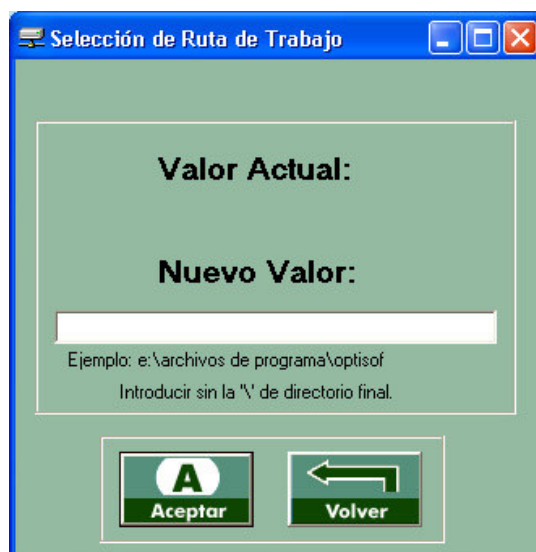 Selección de Ruta de Trabajo
Valor Actual:
Nuevo Valor:
Ejemplo: e:\archivos de programa\optisof
Introducir sin la '\' de directorio final.
A
Aceptar
Volver